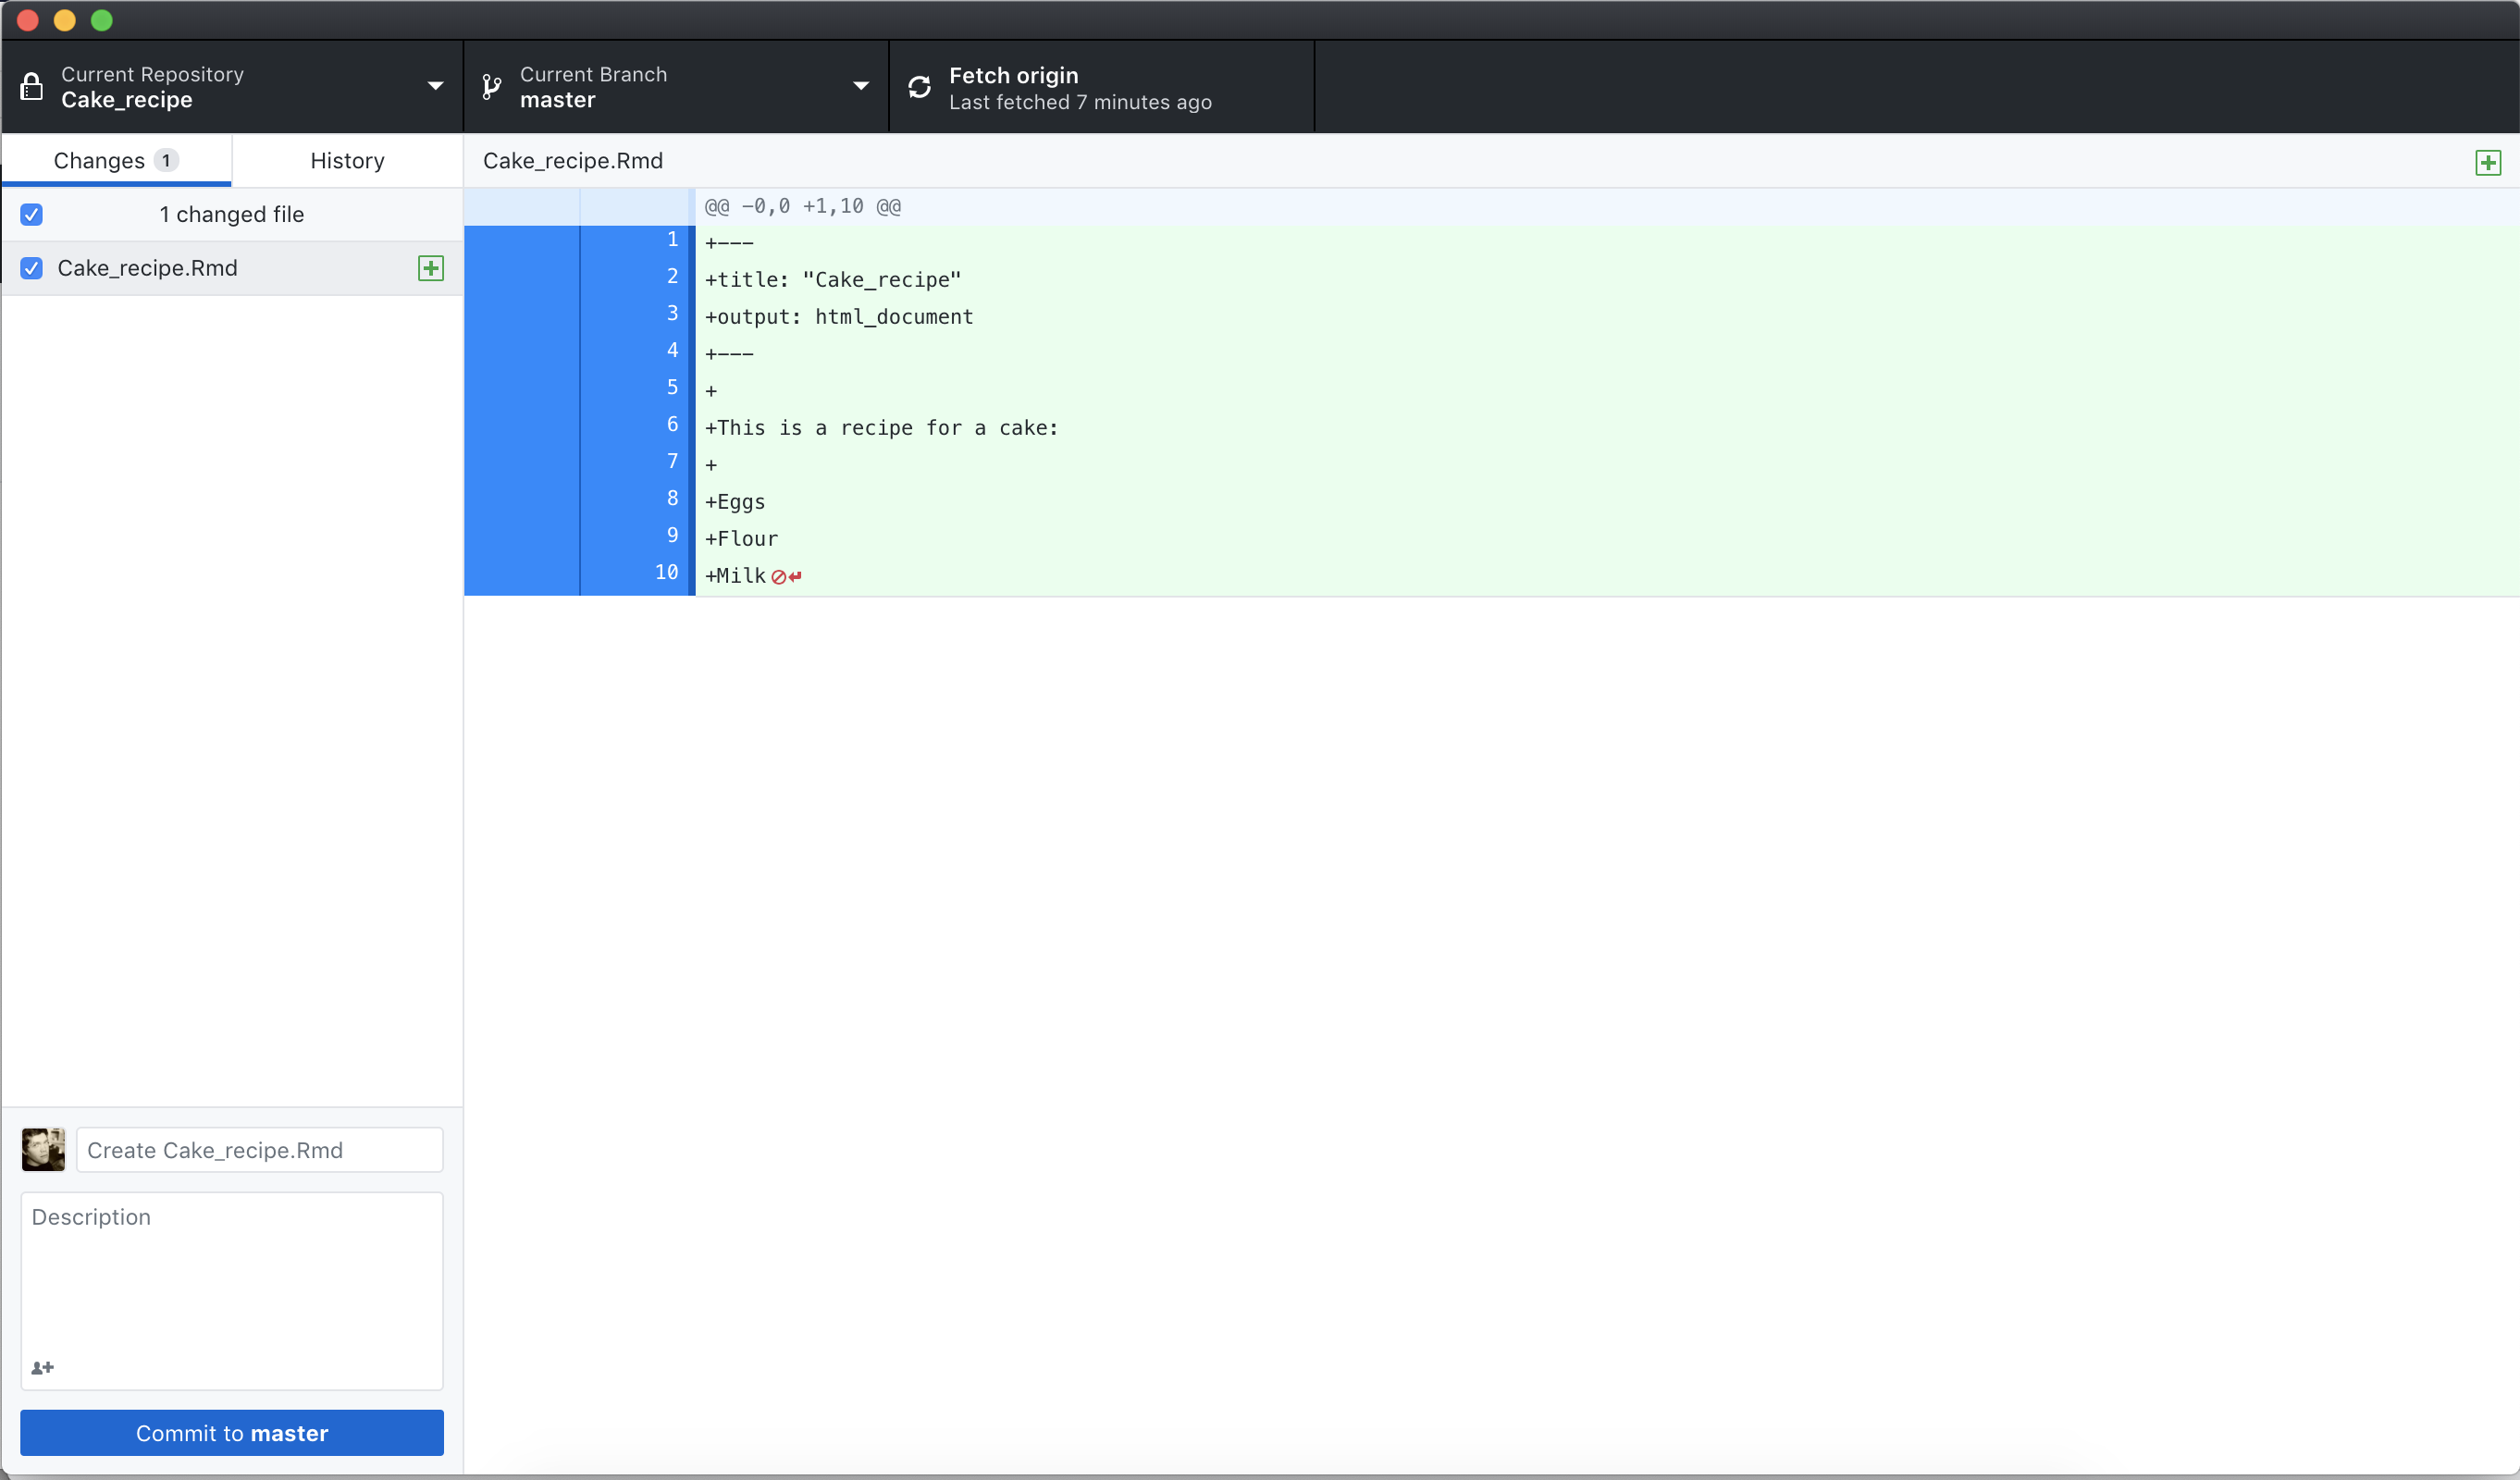 Current Repository
Cake_recipe
Current Branch
master
Fetch origin
Last fetched 7 minutes ago
Changes 1
History
Cake_recipe.Rmd
1 changed file
Cake_recipe.Rmd
@@ -0,0 +1,10 @@
1 +---
2 +title: "Cake_recipe"
3 +output: html_document
4 +---
5 +
6 +This is a recipe for a cake:
7 +
8 +Eggs
9 +Flour
10 +Milk
Create Cake_recipe.Rmd
Description
Commit to master